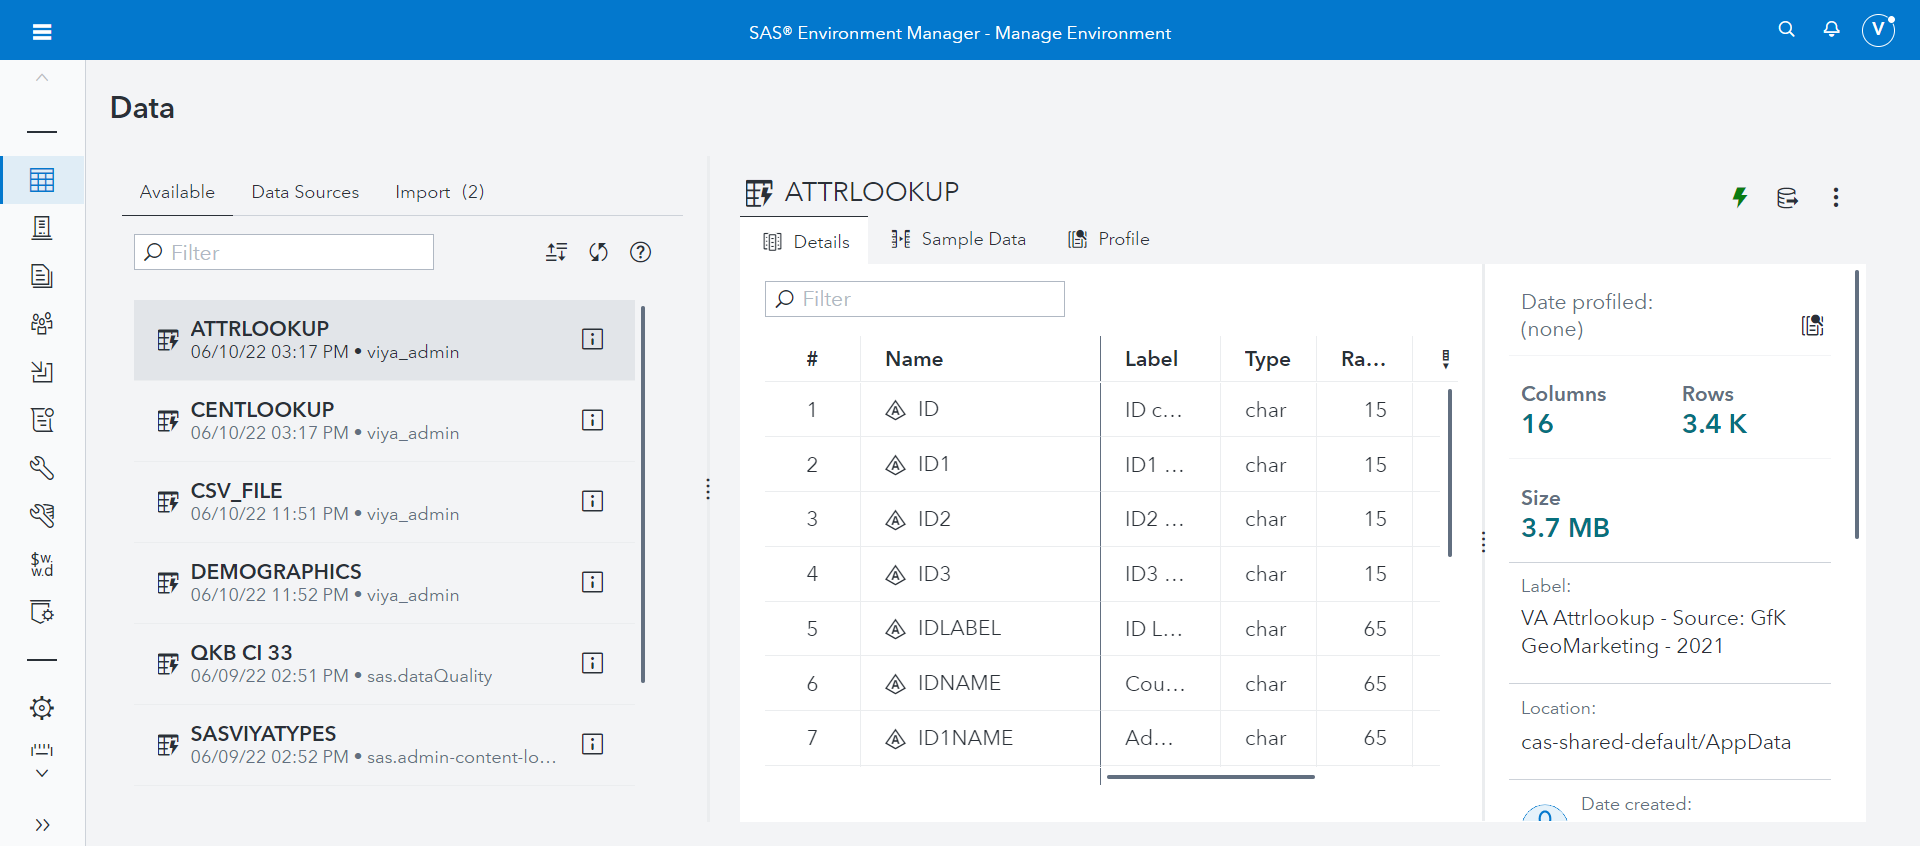 SAS® Environment Manager - Manage Environment
V
Data
Available
Data Sources
Import (2)
Filter
ATTRLOOKUP
06/10/22 03:17 PM • viya_admin
CENTLOOKUP
06/10/22 03:17 PM • viya_admin
CSV_FILE
06/10/22 11:51 PM • viya_admin
DEMOGRAPHICS
06/10/22 11:52 PM • viya_admin
QKB CI 33
06/09/22 02:51 PM • sas.dataQuality
SASVIYATYPES
06/09/22 02:52 PM • sas.admin-content-lo...
$w.
w.d
ATTRLOOKUP
Details
Sample Data
Profile
Filter
# Name Label Type Ra...
1 ID ID c... char 15
2 ID1 ID1 ... char 15
3 ID2 ID2 ... char 15
4 ID3 ID3 ... char 15
5 IDLABEL ID L... char 65
6 IDNAME Cou... char 65
7 ID1NAME Ad... char 65
Date profiled:
(none)
Columns Rows
16 3.4 K
Size
3.7 MB
Label:
VA Attrlookup - Source: GfK
GeoMarketing - 2021
Location:
cas-shared-default/AppData
Date created: